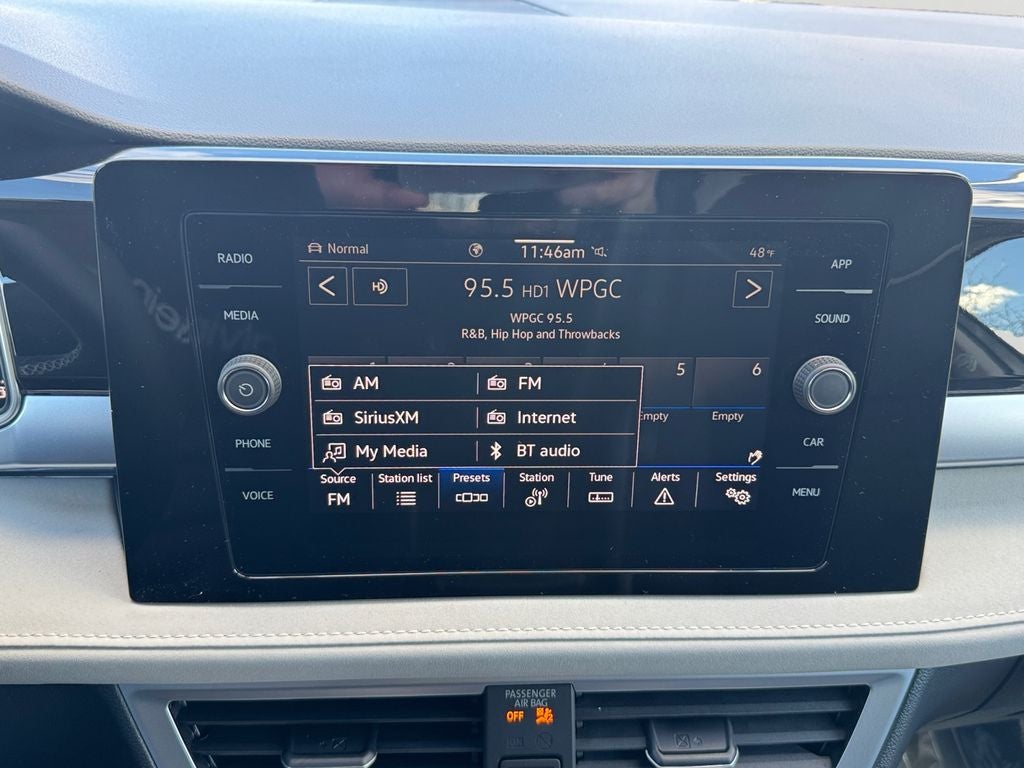 RADIO
MEDIA
PHONE
VOICE
Normal
11:46am
48°F
HD
95.5 HD1 WPGC
WPGC 95.5
R&B, Hip Hop and Throwbacks
5
6
Empty
AM
FM
SiriusXM
Internet
My Media
BT audio
Source
FM
Station list
Presets
Station
Tune
Alerts
Settings
APP
SOUND
CAR
MENU
PASSENGER
AIR BAG
OFF
ON